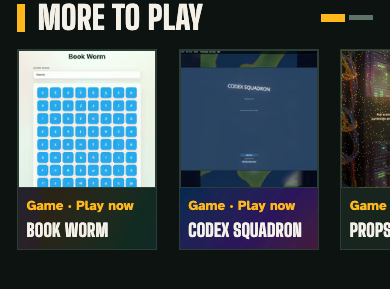 MORE TO PLAY
Book Worm
CODEX SQUADRON
Game · Play now
BOOK WORM
Game · Play now
CODEX SQUADRON
Game
PROPS